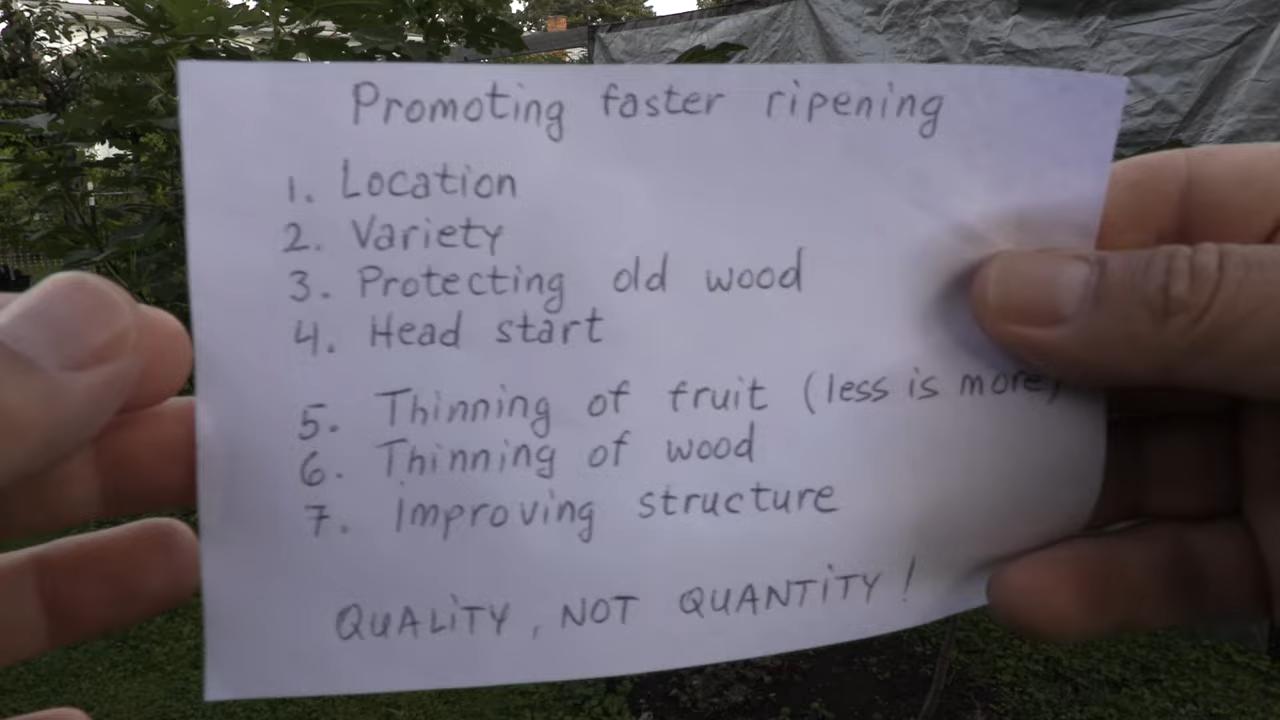 Promoting faster ripening
1. Location
2. Variety
3. Protecting old wood
4. Head start
5. Thinning of fruit (less is more)
6. Thinning of wood
7. Improving structure
QUALiTY, NOT QUANTiTY!